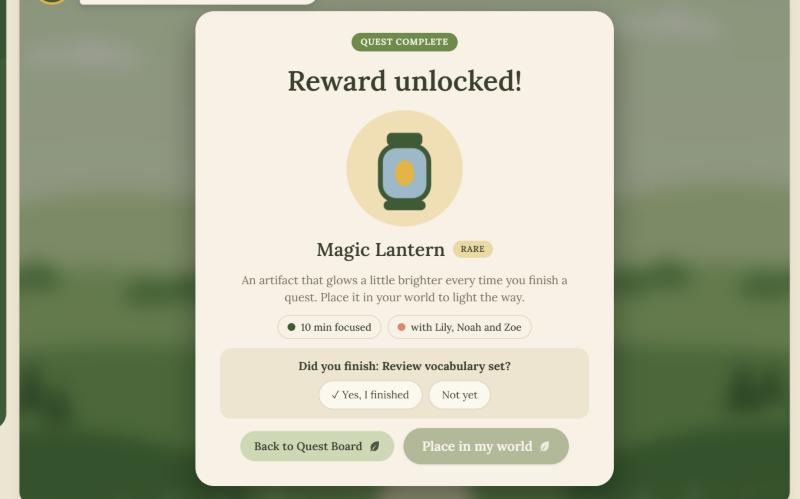 QUEST COMPLETE
Reward unlocked!
Magic Lantern RARE
An artifact that glows a little brighter every time you finish a
quest. Place it in your world to light the way.
10 min focused with Lily, Noah and Zoe
Did you finish: Review vocabulary set?
✓ Yes, I finished Not yet
Back to Quest Board Place in my world